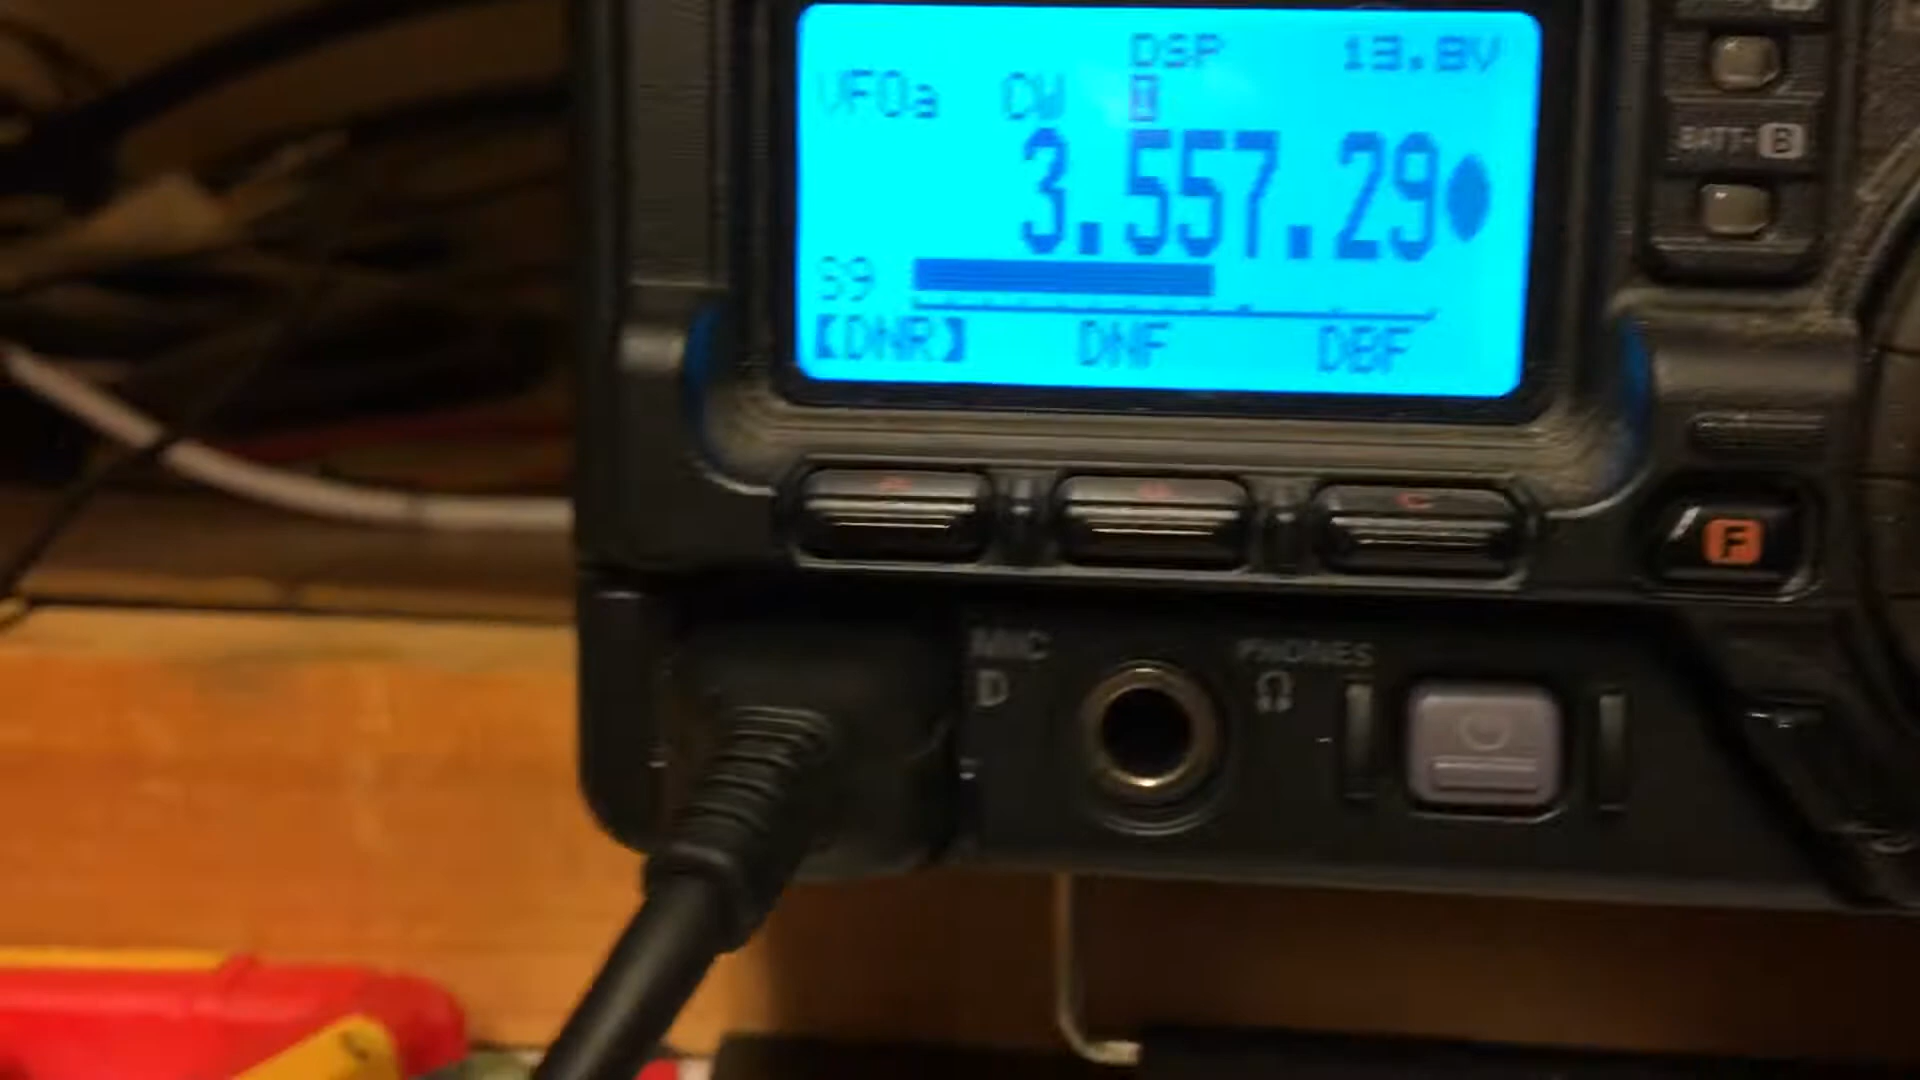 DSP 13.8V
VFOa CW
3.557.29
S9
【DNR】 DNF DBF
BATT-B
F
MIC
PHONES